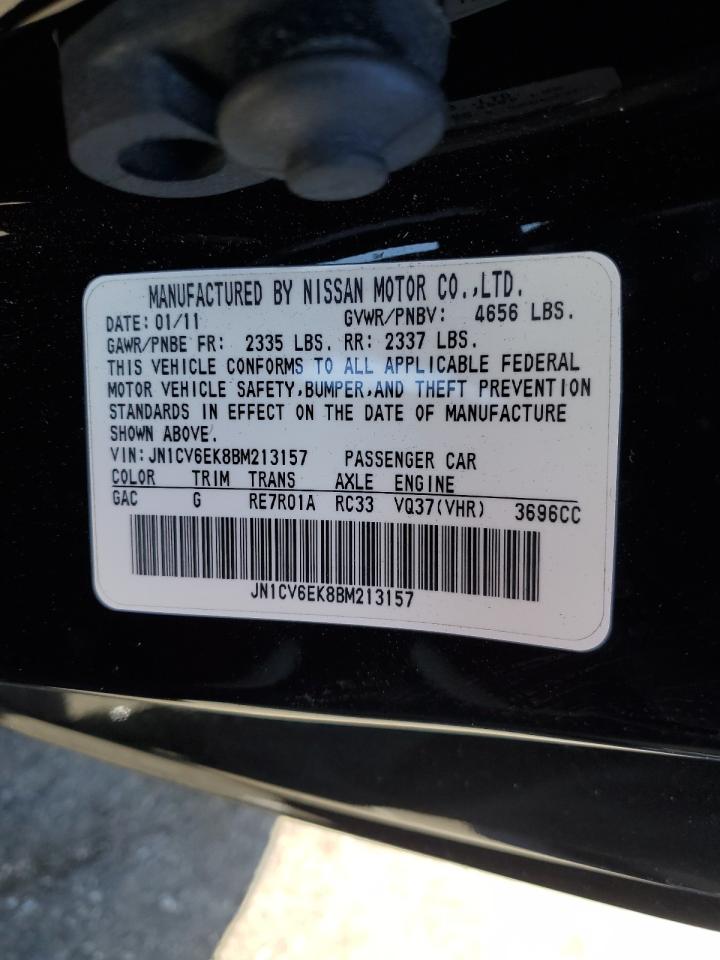 MANUFACTURED BY NISSAN MOTOR CO.,LTD.
DATE: 01/11 GVWR/PNBV: 4656 LBS.
GAWR/PNBE FR: 2335 LBS. RR: 2337 LBS.
THIS VEHICLE CONFORMS TO ALL APPLICABLE FEDERAL
MOTOR VEHICLE SAFETY,BUMPER,AND THEFT PREVENTION
STANDARDS IN EFFECT ON THE DATE OF MANUFACTURE
SHOWN ABOVE.
VIN: JN1CV6EK8BM213157 PASSENGER CAR
COLOR TRIM TRANS AXLE ENGINE
GAC G RE7R01A RC33 VQ37(VHR) 3696CC
JN1CV6EK8BM213157